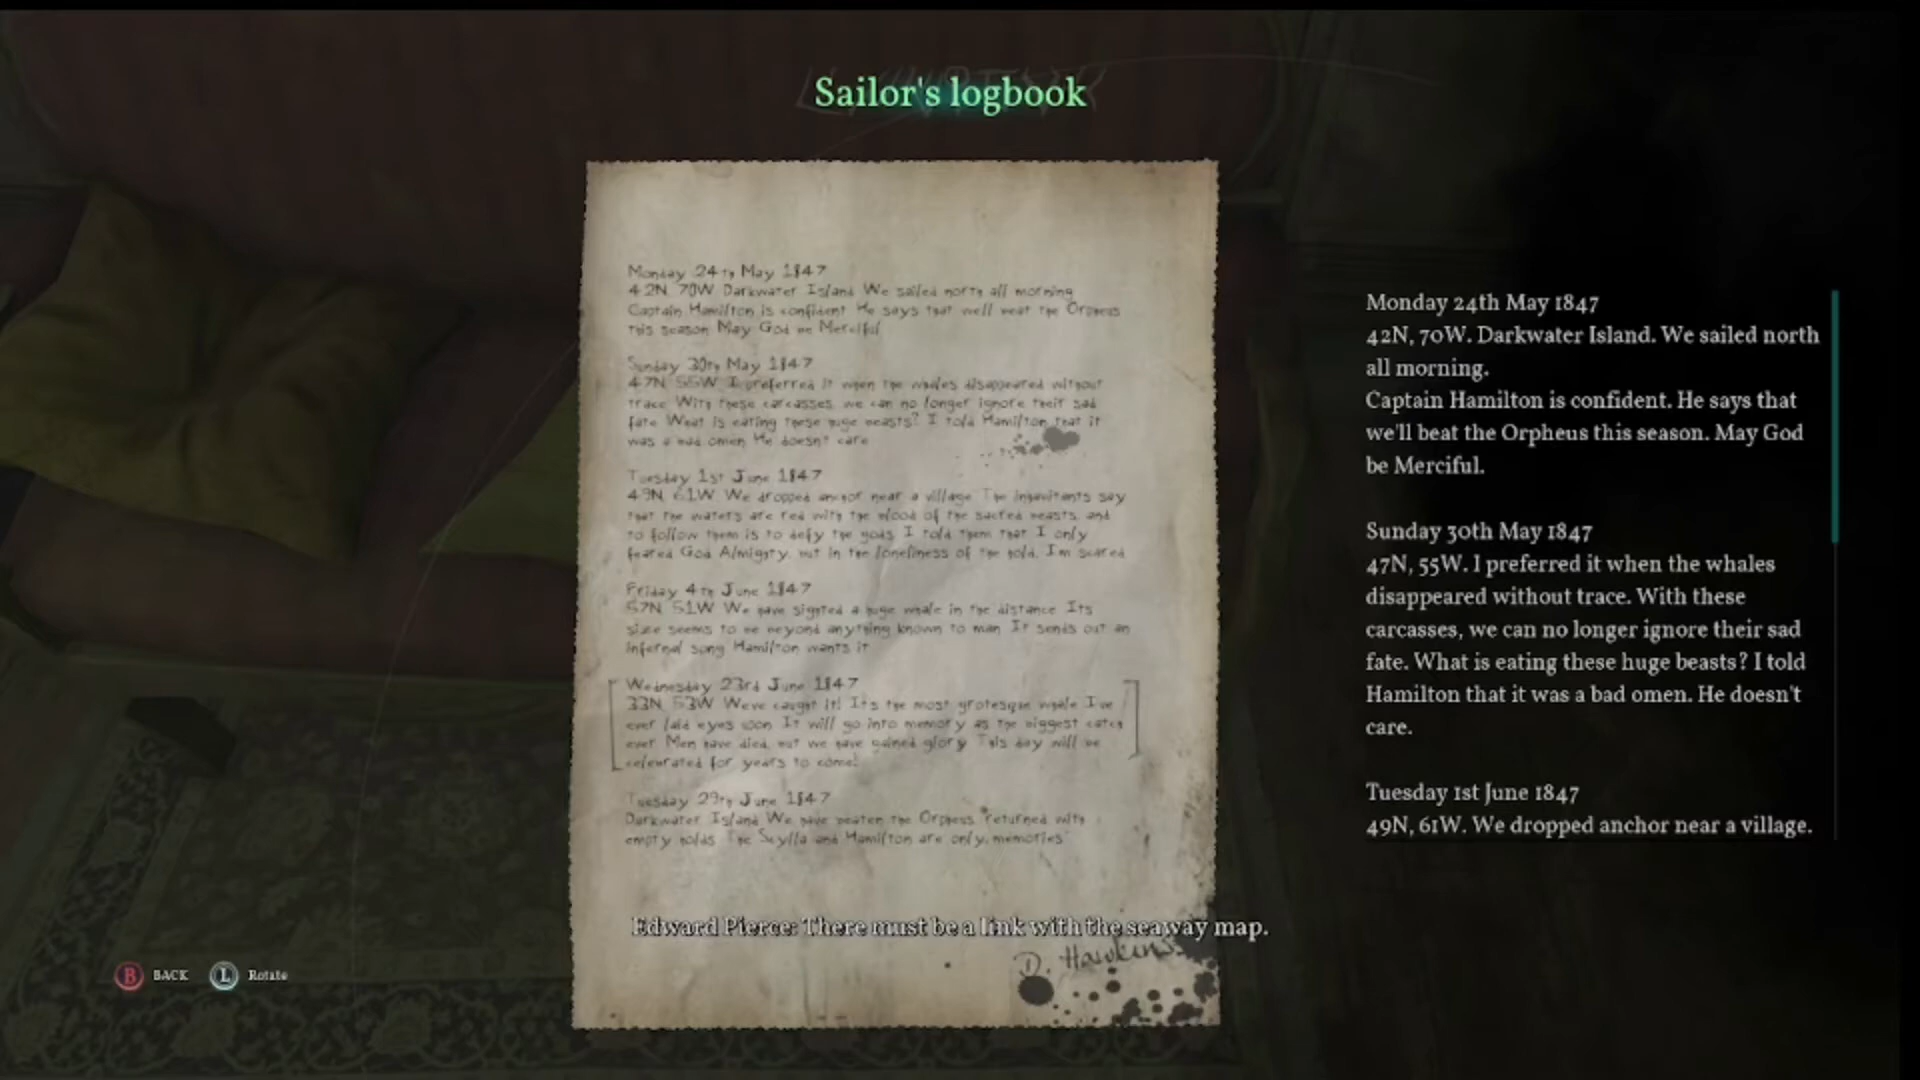 Sailor's logbook
Monday 24th May 1847
42N, 70W. Darkwater Island. We sailed north all morning.
Captain Hamilton is confident. He says that we'll beat the Orpheus
this season. May God be Merciful.
Sunday 30th May 1847
47N, 55W. I preferred it when the whales disappeared without
trace. With these carcasses, we can no longer ignore their sad
fate. What is eating these huge beasts? I told Hamilton that it
was a bad omen. He doesn't care.
Tuesday 1st June 1847
49N, 61W. We dropped anchor near a village. The inhabitants say
that the waters are red with the blood of the sacred beasts, and
to follow them is to defy the gods. I told them that I only
feared God Almighty, but in the loneliness of the hold, I'm scared.
Friday 4th June 1847
57N, 51W. We have sighted a huge whale in the distance. Its
size seems to be beyond anything known to man. It sends out an
infernal song. Hamilton wants it.
Wednesday 23rd June 1847
33N, 53W. We've caught it! It's the most grotesque whale I've
ever laid eyes upon. It will go into memory as the biggest catch
ever. Men have died, but we have gained glory. This day will be
celebrated for years to come!
Tuesday 29th June 1847
Darkwater Island. We have beaten the Orpheus, returned with
empty holds. The Scylla and Hamilton are only memories
D. Hawkins
Edward Pierce: There must be a link with the seaway map.
Monday 24th May 1847
42N, 70W. Darkwater Island. We sailed north
all morning.
Captain Hamilton is confident. He says that
we'll beat the Orpheus this season. May God
be Merciful.
Sunday 30th May 1847
47N, 55W. I preferred it when the whales
disappeared without trace. With these
carcasses, we can no longer ignore their sad
fate. What is eating these huge beasts? I told
Hamilton that it was a bad omen. He doesn't
care.
Tuesday 1st June 1847
49N, 61W. We dropped anchor near a village.
B BACK L Rotate